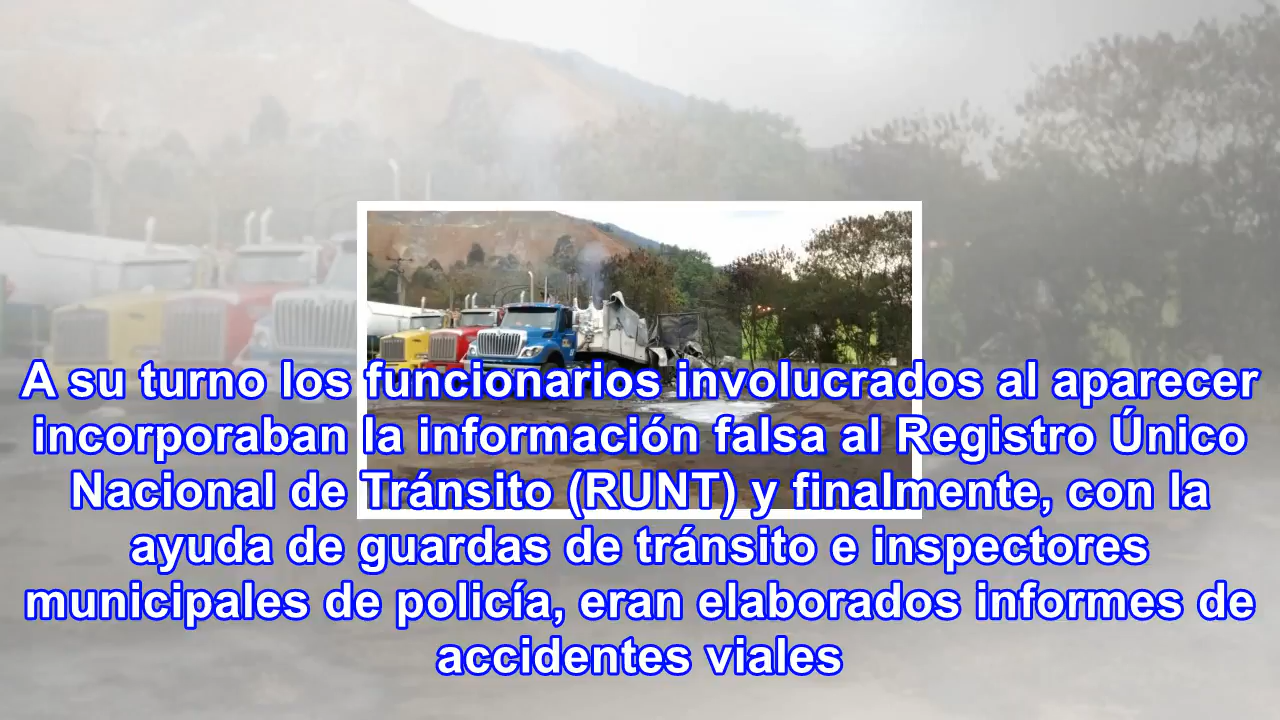 A su turno los funcionarios involucrados al aparecer
incorporaban la información falsa al Registro Único
Nacional de Tránsito (RUNT) y finalmente, con la
ayuda de guardas de tránsito e inspectores
municipales de policía, eran elaborados informes de
accidentes viales